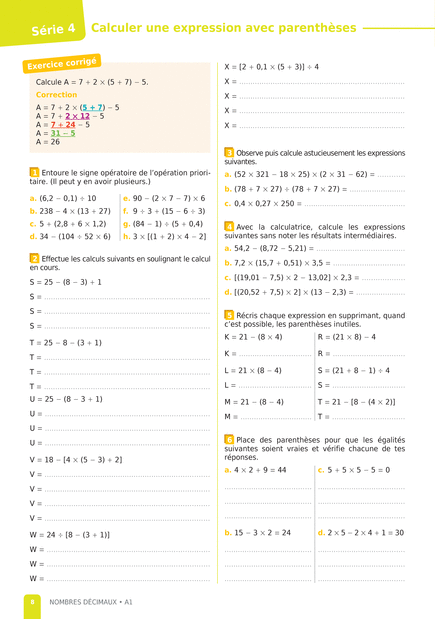 Série 4
Calculer une expression avec parenthèses
Exercice corrigé
Calcule A = 7 + 2 × (5 + 7) – 5.
Correction
A = 7 + 2 × (5 + 7) – 5
A = 7 + 2 × 12 – 5
A = 7 + 24 – 5
A = 31 – 5
A = 26
1 Entoure le signe opératoire de l'opération priori-
taire. (Il peut y en avoir plusieurs.)
a. (6,2 – 0,1) ÷ 10
b. 238 – 4 × (13 + 27)
c. 5 + (2,8 + 6 × 1,2)
d. 34 – (104 ÷ 52 × 6)
e. 90 – (2 × 7 – 7) × 6
f. 9 ÷ 3 + (15 – 6 ÷ 3)
g. (84 – 1) ÷ (5 + 0,4)
h. 3 × [(1 + 2) × 4 – 2]
2 Effectue les calculs suivants en soulignant le calcul
en cours.
S = 25 – (8 – 3) + 1
S = ........................................
S = ........................................
S = ........................................
T = 25 – 8 – (3 + 1)
T = ........................................
T = ........................................
T = ........................................
U = 25 – (8 – 3 + 1)
U = ........................................
U = ........................................
U = ........................................
V = 18 – [4 × (5 – 3) + 2]
V = ........................................
V = ........................................
V = ........................................
V = ........................................
W = 24 ÷ [8 – (3 + 1)]
W = ........................................
W = ........................................
W = ........................................
X = [2 + 0,1 × (5 + 3)] ÷ 4
X = ........................................
X = ........................................
X = ........................................
X = ........................................
3 Observe puis calcule astucieusement les expressions
suivantes.
a. (52 × 321 – 18 × 25) × (2 × 31 – 62) = ............
b. (78 + 7 × 27) ÷ (78 + 7 × 27) = ........................
c. 0,4 × 0,27 × 250 = ........................................
4 Avec la calculatrice, calcule les expressions
suivantes sans noter les résultats intermédiaires.
a. 54,2 – (8,72 – 5,21) = ........................................
b. 7,2 × (15,7 + 0,51) × 3,5 = ................................
c. [(19,01 – 7,5) × 2 – 13,02] × 2,3 = ..................
d. [(20,52 + 7,5) × 2] × (13 – 2,3) = ....................
5 Récris chaque expression en supprimant, quand
c'est possible, les parenthèses inutiles.
K = 21 – (8 × 4)
K = ..............................
L = 21 × (8 – 4)
L = ..............................
M = 21 – (8 – 4)
M = ..............................
R = (21 × 8) – 4
R = ..............................
S = (21 + 8 – 1) ÷ 4
S = ..............................
T = 21 – [8 – (4 × 2)]
T = ..............................
6 Place des parenthèses pour que les égalités
suivantes soient vraies et vérifie chacune de tes
réponses.
a. 4 × 2 + 9 = 44
........................................
........................................
........................................
b. 15 – 3 × 2 = 24
........................................
........................................
........................................
c. 5 + 5 × 5 – 5 = 0
........................................
........................................
........................................
d. 2 × 5 – 2 × 4 + 1 = 30
........................................
........................................
........................................
8
NOMBRES DÉCIMAUX • A1